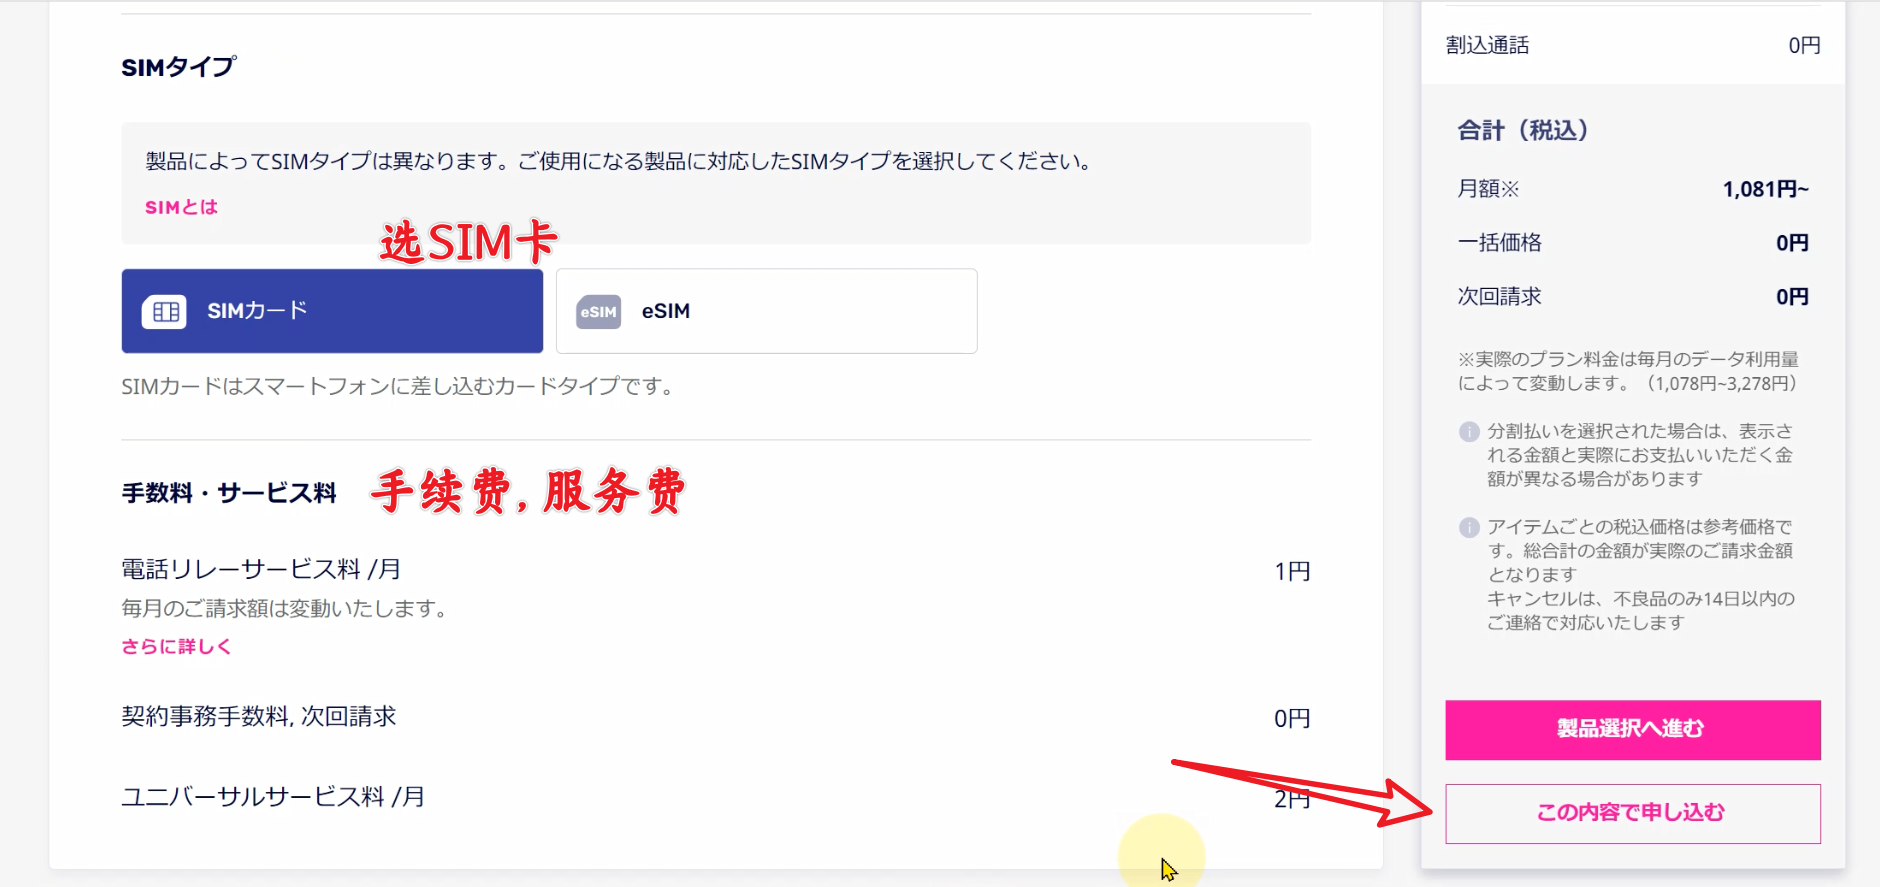 SIMタイプ
製品によってSIMタイプは異なります。ご使用になる製品に対応したSIMタイプを選択してください。
SIMとは
选SIM卡
SIMカード
eSIM
eSIM
SIMカードはスマートフォンに差し込むカードタイプです。
手数料・サービス料
手续费,服务费
電話リレーサービス料 /月
1円
毎月のご請求額は変動いたします。
さらに詳しく
契約事務手数料, 次回請求
0円
ユニバーサルサービス料 /月
2円
割込通話
0円
合計（税込）
月額※
1,081円~
一括価格
0円
次回請求
0円
※実際のプラン料金は毎月のデータ利用量
によって変動します。（1,078円~3,278円）
分割払いを選択された場合は、表示さ
れる金額と実際にお支払いいただく金
額が異なる場合があります
アイテムごとの税込価格は参考価格で
す。総合計の金額が実際のご請求金額
となります
キャンセルは、不良品のみ14日以内の
ご連絡で対応いたします
製品選択へ進む
この内容で申し込む